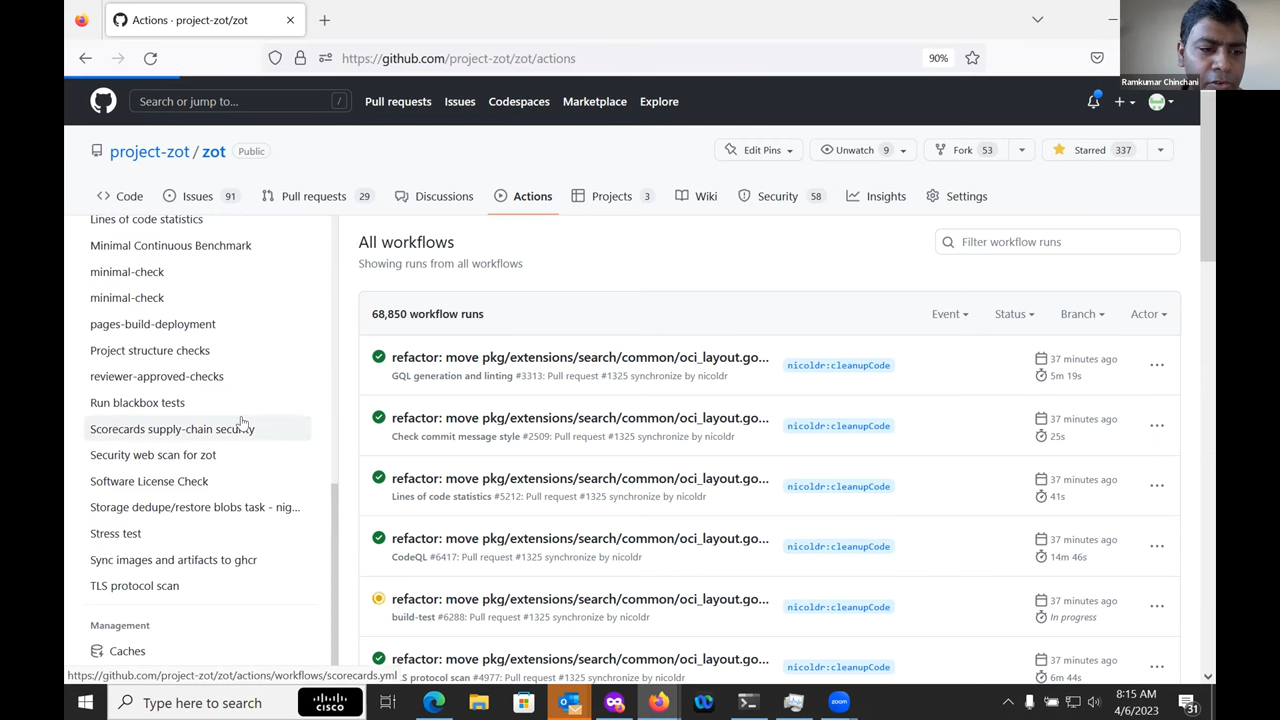 Actions · project-zot/zot
https://github.com/project-zot/zot/actions
90%
Ramkumar Chinchani
Search or jump to...
/
Pull requests
Issues
Codespaces
Marketplace
Explore
project-zot / zot
Public
Edit Pins
Unwatch 9
Fork 53
Starred 337
Code
Issues 91
Pull requests 29
Discussions
Actions
Projects 3
Wiki
Security 58
Insights
Settings
Lines of code statistics
Minimal Continuous Benchmark
minimal-check
minimal-check
pages-build-deployment
Project structure checks
reviewer-approved-checks
Run blackbox tests
Scorecards supply-chain security
Security web scan for zot
Software License Check
Storage dedupe/restore blobs task - nig...
Stress test
Sync images and artifacts to ghcr
TLS protocol scan
Management
Caches
https://github.com/project-zot/zot/actions/workflows/scorecards.yml
All workflows
Showing runs from all workflows
Filter workflow runs
68,850 workflow runs
Event
Status
Branch
Actor
refactor: move pkg/extensions/search/common/oci_layout.go...
GQL generation and linting #3313: Pull request #1325 synchronize by nicoldr
nicoldr:cleanupCode
37 minutes ago
5m 19s
refactor: move pkg/extensions/search/common/oci_layout.go...
Check commit message style #2509: Pull request #1325 synchronize by nicoldr
nicoldr:cleanupCode
37 minutes ago
25s
refactor: move pkg/extensions/search/common/oci_layout.go...
Lines of code statistics #5212: Pull request #1325 synchronize by nicoldr
nicoldr:cleanupCode
37 minutes ago
41s
refactor: move pkg/extensions/search/common/oci_layout.go...
CodeQL #6417: Pull request #1325 synchronize by nicoldr
nicoldr:cleanupCode
37 minutes ago
14m 46s
refactor: move pkg/extensions/search/common/oci_layout.go...
build-test #6288: Pull request #1325 synchronize by nicoldr
nicoldr:cleanupCode
37 minutes ago
In progress
refactor: move pkg/extensions/search/common/oci_layout.go...
S protocol scan #4977: Pull request #1325 synchronize by nicoldr
nicoldr:cleanupCode
37 minutes ago
6m 44s
Type here to search
cisco
zoom
8:15 AM
4/6/2023
31